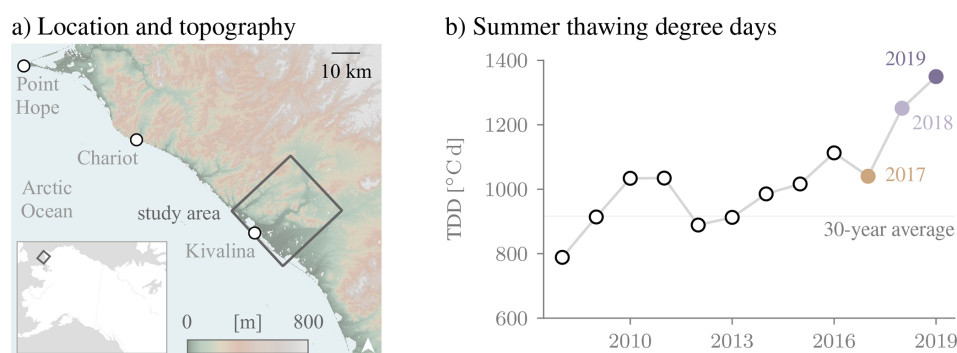 a) Location and topography
10 km
Point
Hope
Chariot
Arctic
Ocean
study area
Kivalina
0 [m] 800
b) Summer thawing degree days
TDD [°C d]
1400
1200
1000
800
600
2019
2018
2017
30-year average
2010 2013 2016 2019